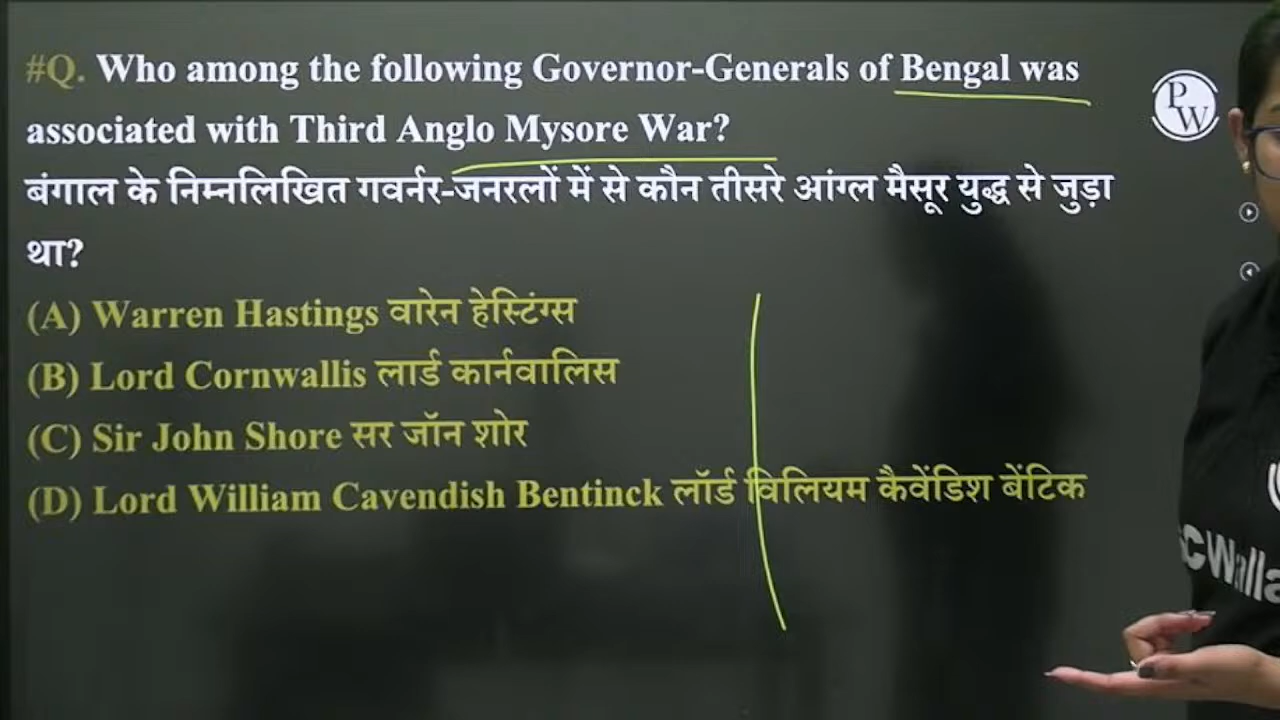 #Q. Who among the following Governor-Generals of Bengal was
associated with Third Anglo Mysore War?
बंगाल के निम्नलिखित गवर्नर-जनरलों में से कौन तीसरे आंग्ल मैसूर युद्ध से जुड़ा
था?
(A) Warren Hastings वारेन हेस्टिंग्स
(B) Lord Cornwallis लार्ड कार्नवालिस
(C) Sir John Shore सर जॉन शोर
(D) Lord William Cavendish Bentinck लॉर्ड विलियम कैवेंडिश बेंटिक
PW